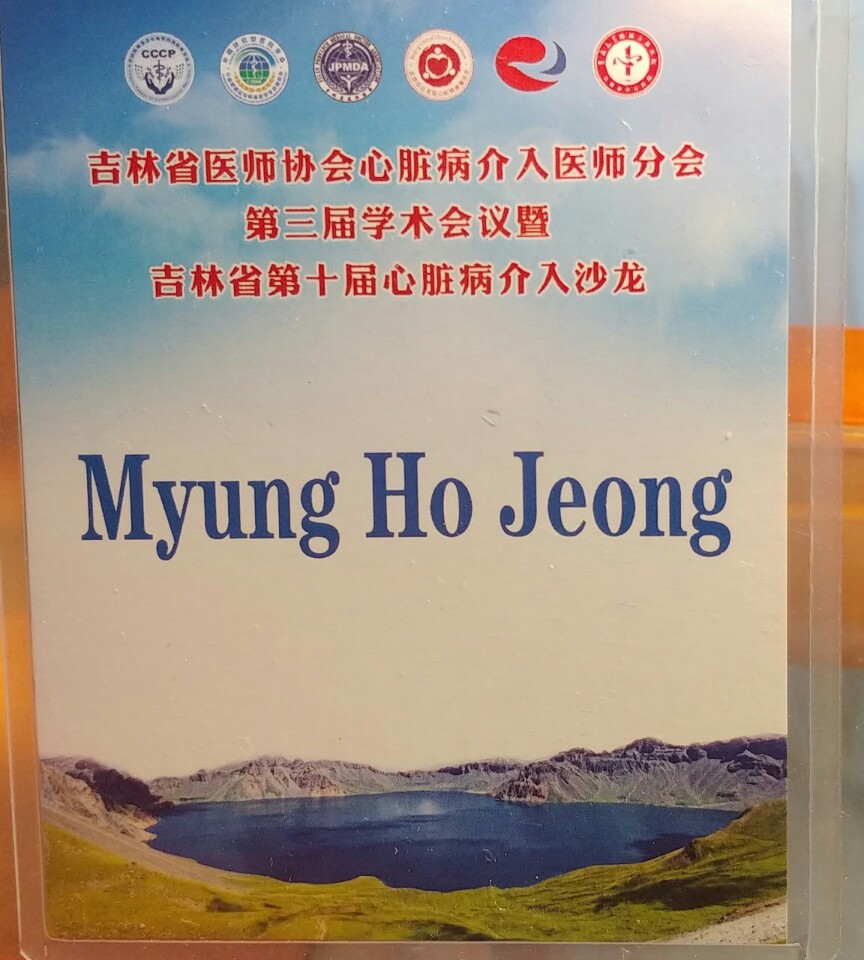 CCCP
JPMDA
吉林省医师协会心脏病介入医师分会
第三届学术会议暨
吉林省第十届心脏病介入沙龙
Myung Ho Jeong